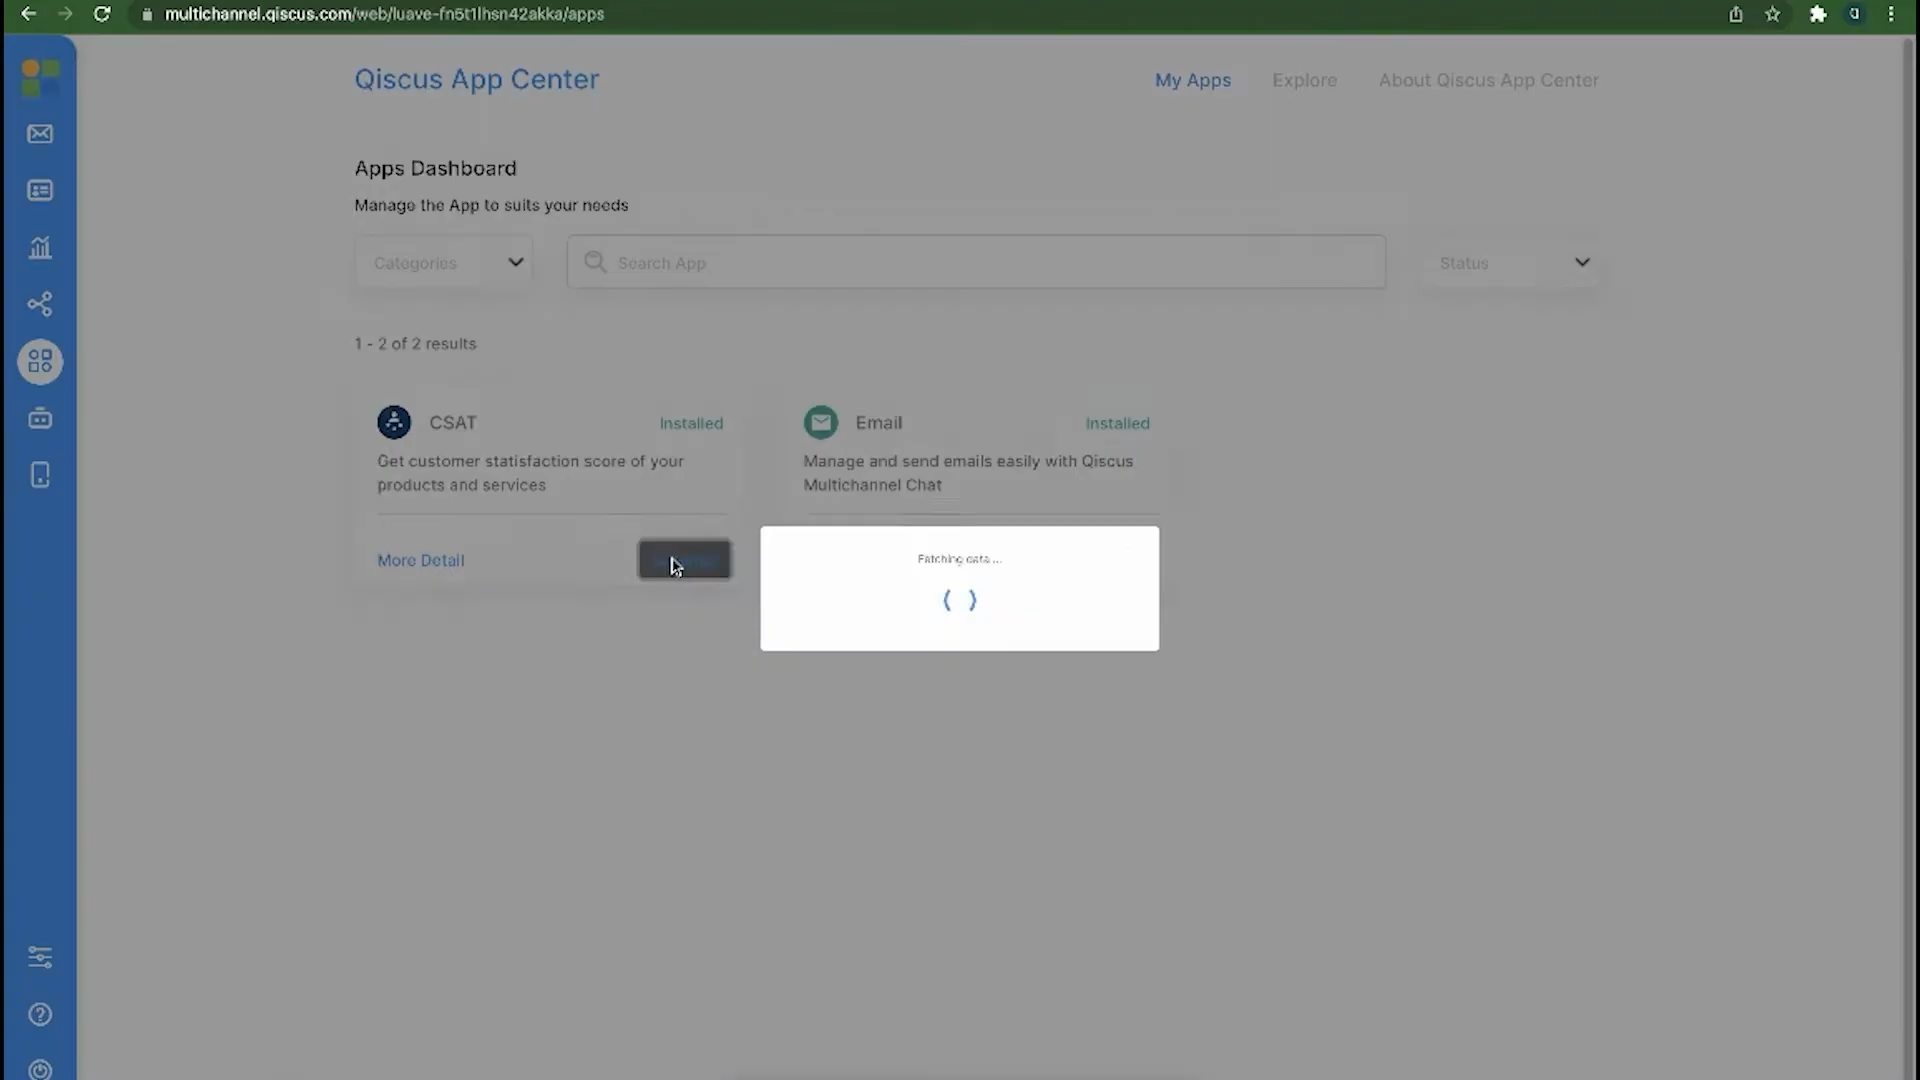 multichannel.qiscus.com/web/luave-fn5t1lhsn42akka/apps
Qiscus App Center
My Apps
Explore
About Qiscus App Center
Apps Dashboard
Manage the App to suits your needs
Categories
Search App
Status
1 - 2 of 2 results
CSAT
Installed
Get customer statisfaction score of your
products and services
More Detail
Email
Installed
Manage and send emails easily with Qiscus
Multichannel Chat
Fetching data ...